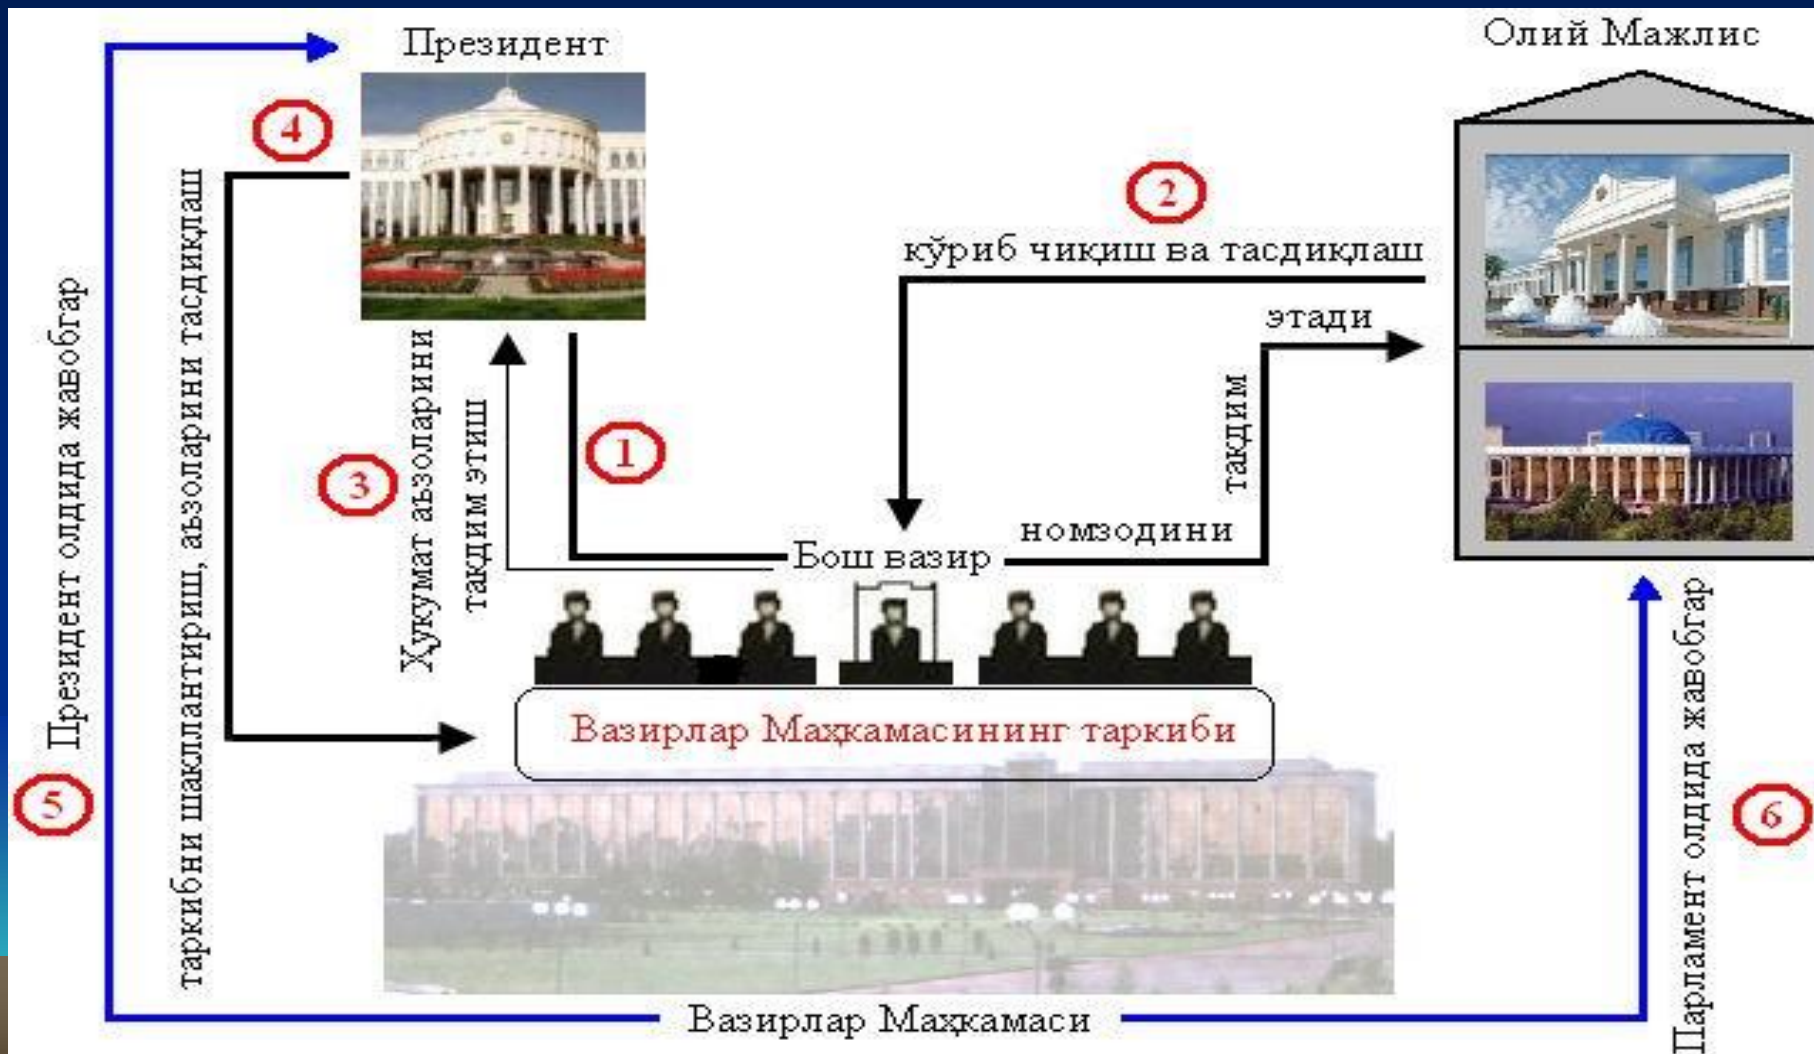 Президент
Олий Мажлис
4
2
кўриб чиқиш ва тасдиқлаш
этади
тақдим
номзодини
1
3
Ҳукумат аъзоларини
тақдим этиш
таркибни шакллантириш, аъзоларини тасдиқлаш
Президент олдида жавобгар
5
Бош вазир
Вазирлар Маҳкамасининг таркиби
6
Парламент олдида жавобгар
Вазирлар Маҳкамаси